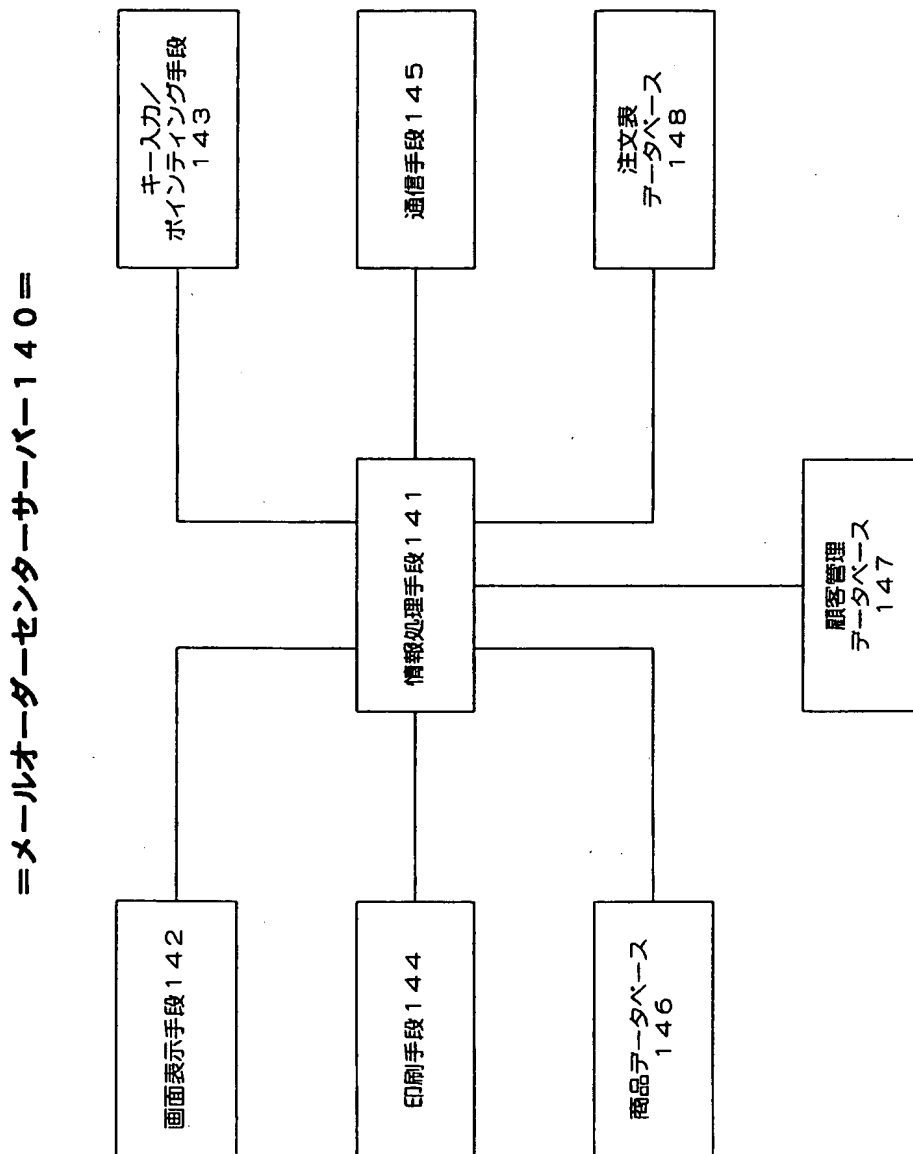 =メールオーダーセンターサーバー140=
画面表示手段142
キー入力/
ポインティング手段
143
印刷手段144
情報処理手段141
通信手段145
商品データベース
146
注文表
データベース
148
顧客管理
データベース
147